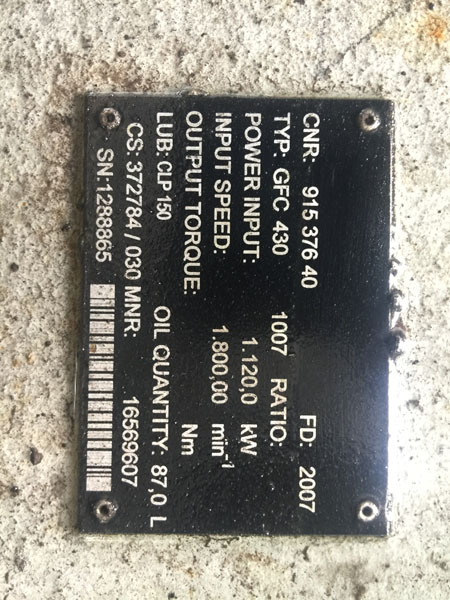 CNR: 915 376 40 FD: 2007
TYP: GFC 430 1007 RATIO:
POWER INPUT: 1.120,0 kW
INPUT SPEED: 1.800,00 min-1
OUTPUT TORQUE: Nm
LUB: CLP 150 OIL QUANTITY: 87,0 L
CS: 372784 / 030 MNR: 16569607
SN:1288865